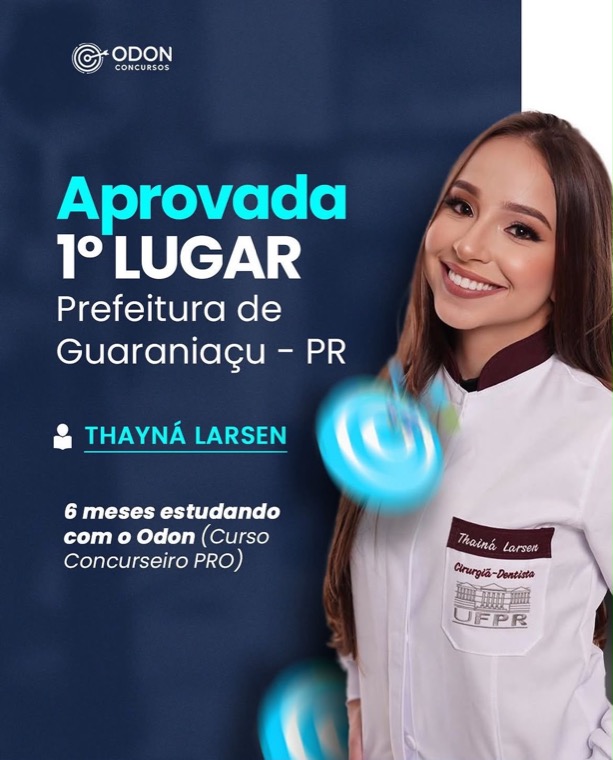 ODON
CONCURSOS
Aprovada
1º LUGAR
Prefeitura de
Guaraniaçu - PR
THAYNÁ LARSEN
6 meses estudando
com o Odon (Curso
Concurseiro PRO)
Thainá Larsen
Cirurgiã-Dentista
UFPR